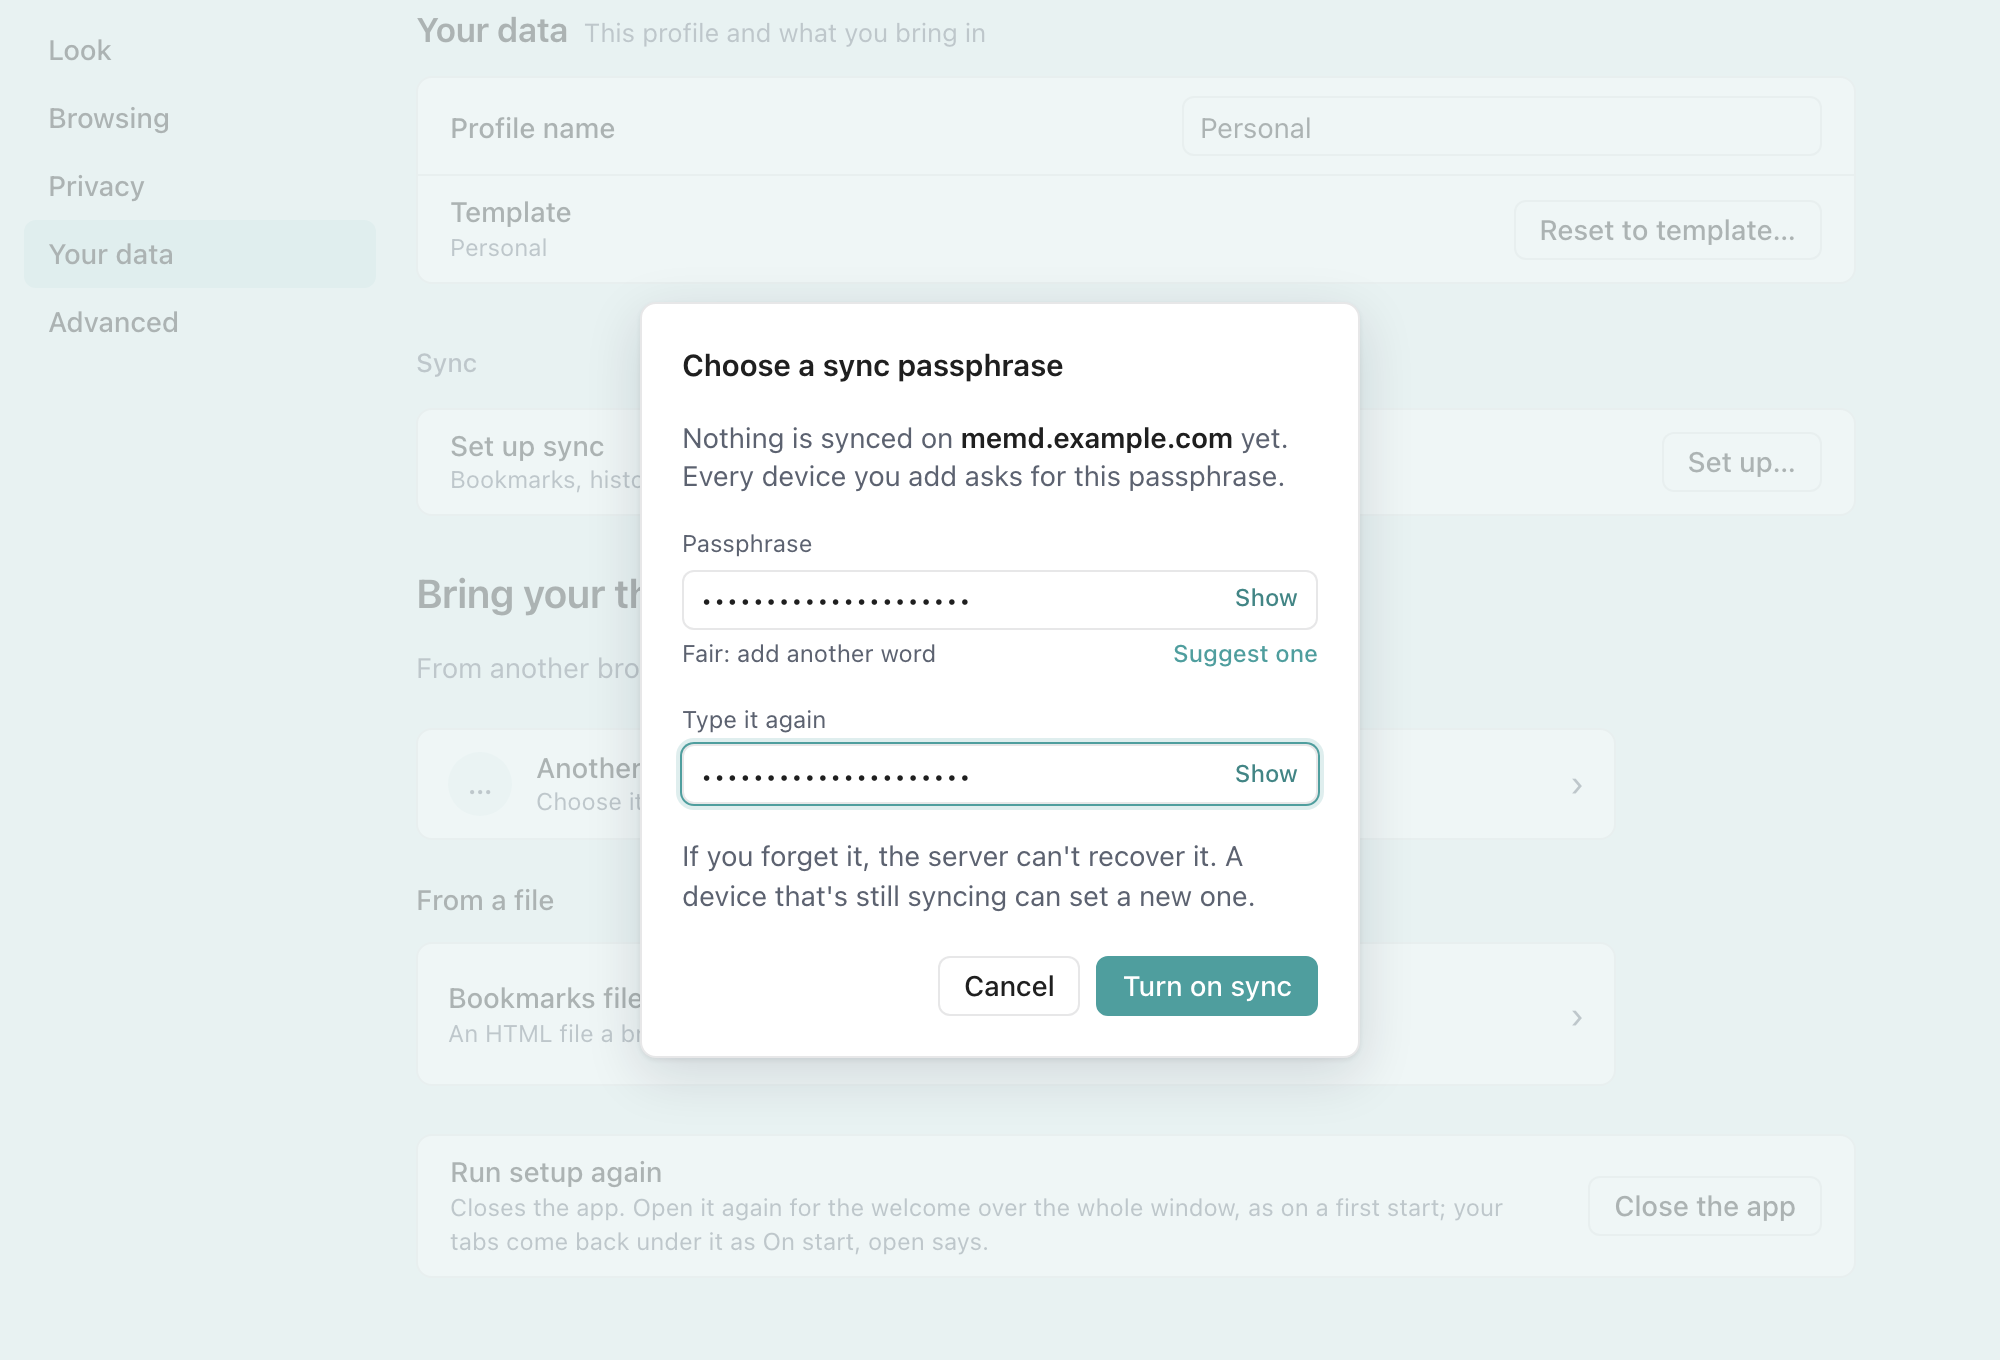 Look
Browsing
Privacy
Your data
Advanced
Your data This profile and what you bring in
Profile name
Personal
Template
Personal
Reset to template...
Sync
Set up sync
Bookmarks,
Set up...
Bring your
From another
...
Another
Choose
From a file
Bookmarks file
An HTML file a
Run setup again
Closes the app. Open it again for the welcome over the whole window, as on a first start; your
tabs come back under it as On start, open says.
Close the app
Choose a sync passphrase
Nothing is synced on memd.example.com yet.
Every device you add asks for this passphrase.
Passphrase
Show
Fair: add another word
Suggest one
Type it again
Show
If you forget it, the server can't recover it. A
device that's still syncing can set a new one.
Cancel
Turn on sync